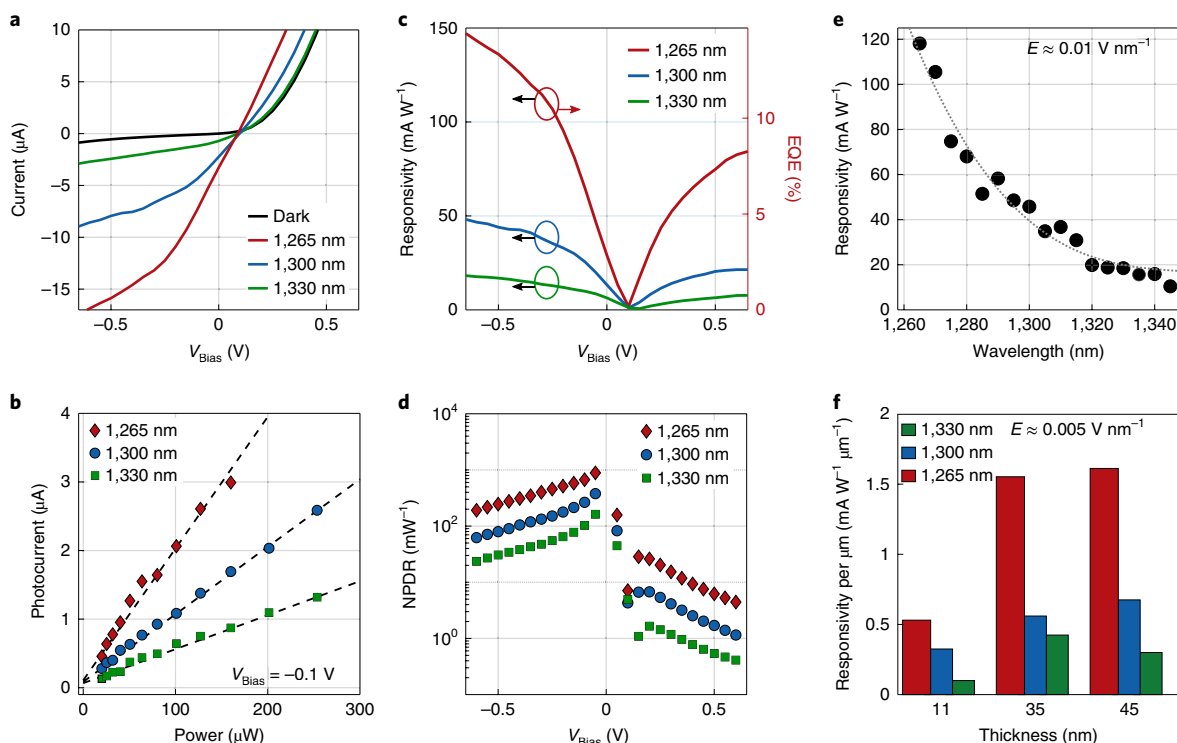 a
10
5
0
−5
−10
−15
Current (μA)
Dark
1,265 nm
1,300 nm
1,330 nm
−0.5
0
0.5
V_Bias (V)
b
4
3
2
1
0
Photocurrent (μA)
1,265 nm
1,300 nm
1,330 nm
V_Bias = −0.1 V
0
100
200
300
Power (μW)
c
150
100
50
0
Responsivity (mA W⁻¹)
1,265 nm
1,300 nm
1,330 nm
10
5
0
EQE (%)
−0.5
0
0.5
V_Bias (V)
d
10⁴
10²
10⁰
NPDR (mW⁻¹)
1,265 nm
1,300 nm
1,330 nm
−0.5
0
0.5
V_Bias (V)
e
120
100
80
60
40
20
0
Responsivity (mA W⁻¹)
E ≈ 0.01 V nm⁻¹
1,260
1,280
1,300
1,320
1,340
Wavelength (nm)
f
2
1.5
1
0.5
0
Responsivity per μm (mA W⁻¹ μm⁻¹)
1,330 nm
1,300 nm
1,265 nm
E ≈ 0.005 V nm⁻¹
11
35
45
Thickness (nm)